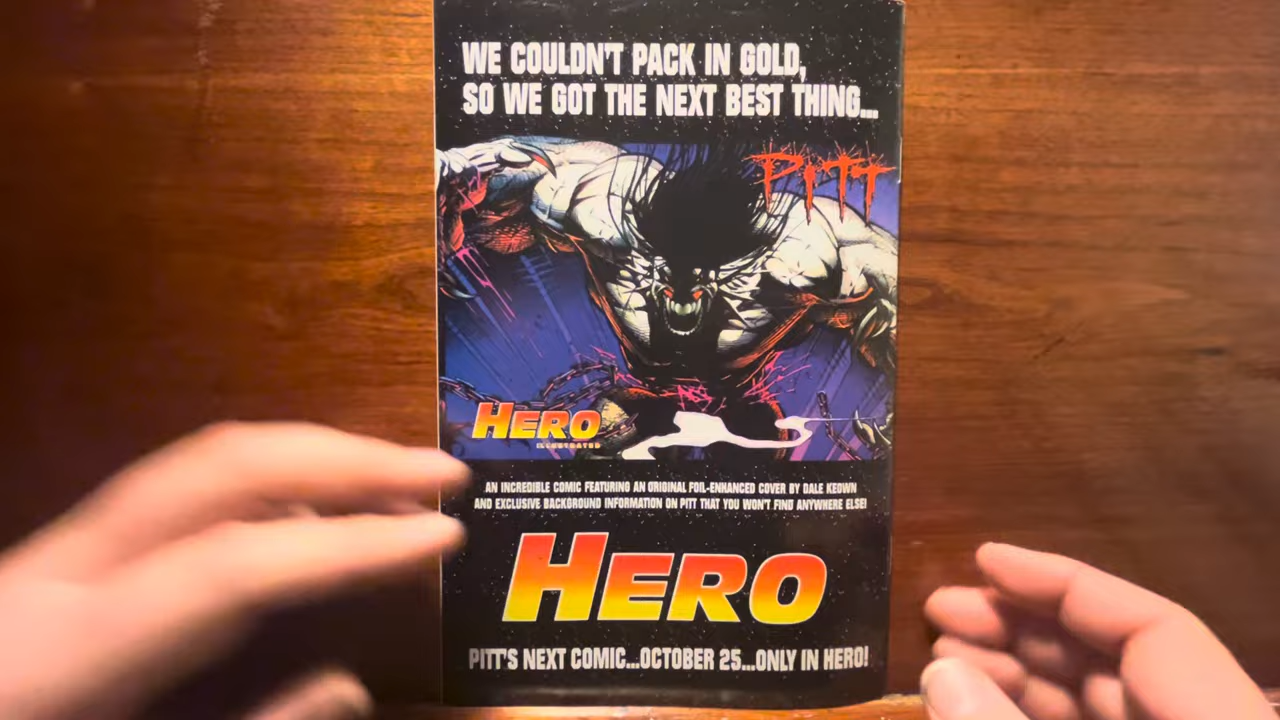 WE COULDN'T PACK IN GOLD,
SO WE GOT THE NEXT BEST THING...
PITT
HERO
ILLUSTRATED
AN INCREDIBLE COMIC FEATURING AN ORIGINAL FOIL-ENHANCED COVER BY DALE KEOWN
AND EXCLUSIVE BACKGROUND INFORMATION ON PITT THAT YOU WON'T FIND ANYWHERE ELSE!
HERO
PITT'S NEXT COMIC...OCTOBER 25...ONLY IN HERO!